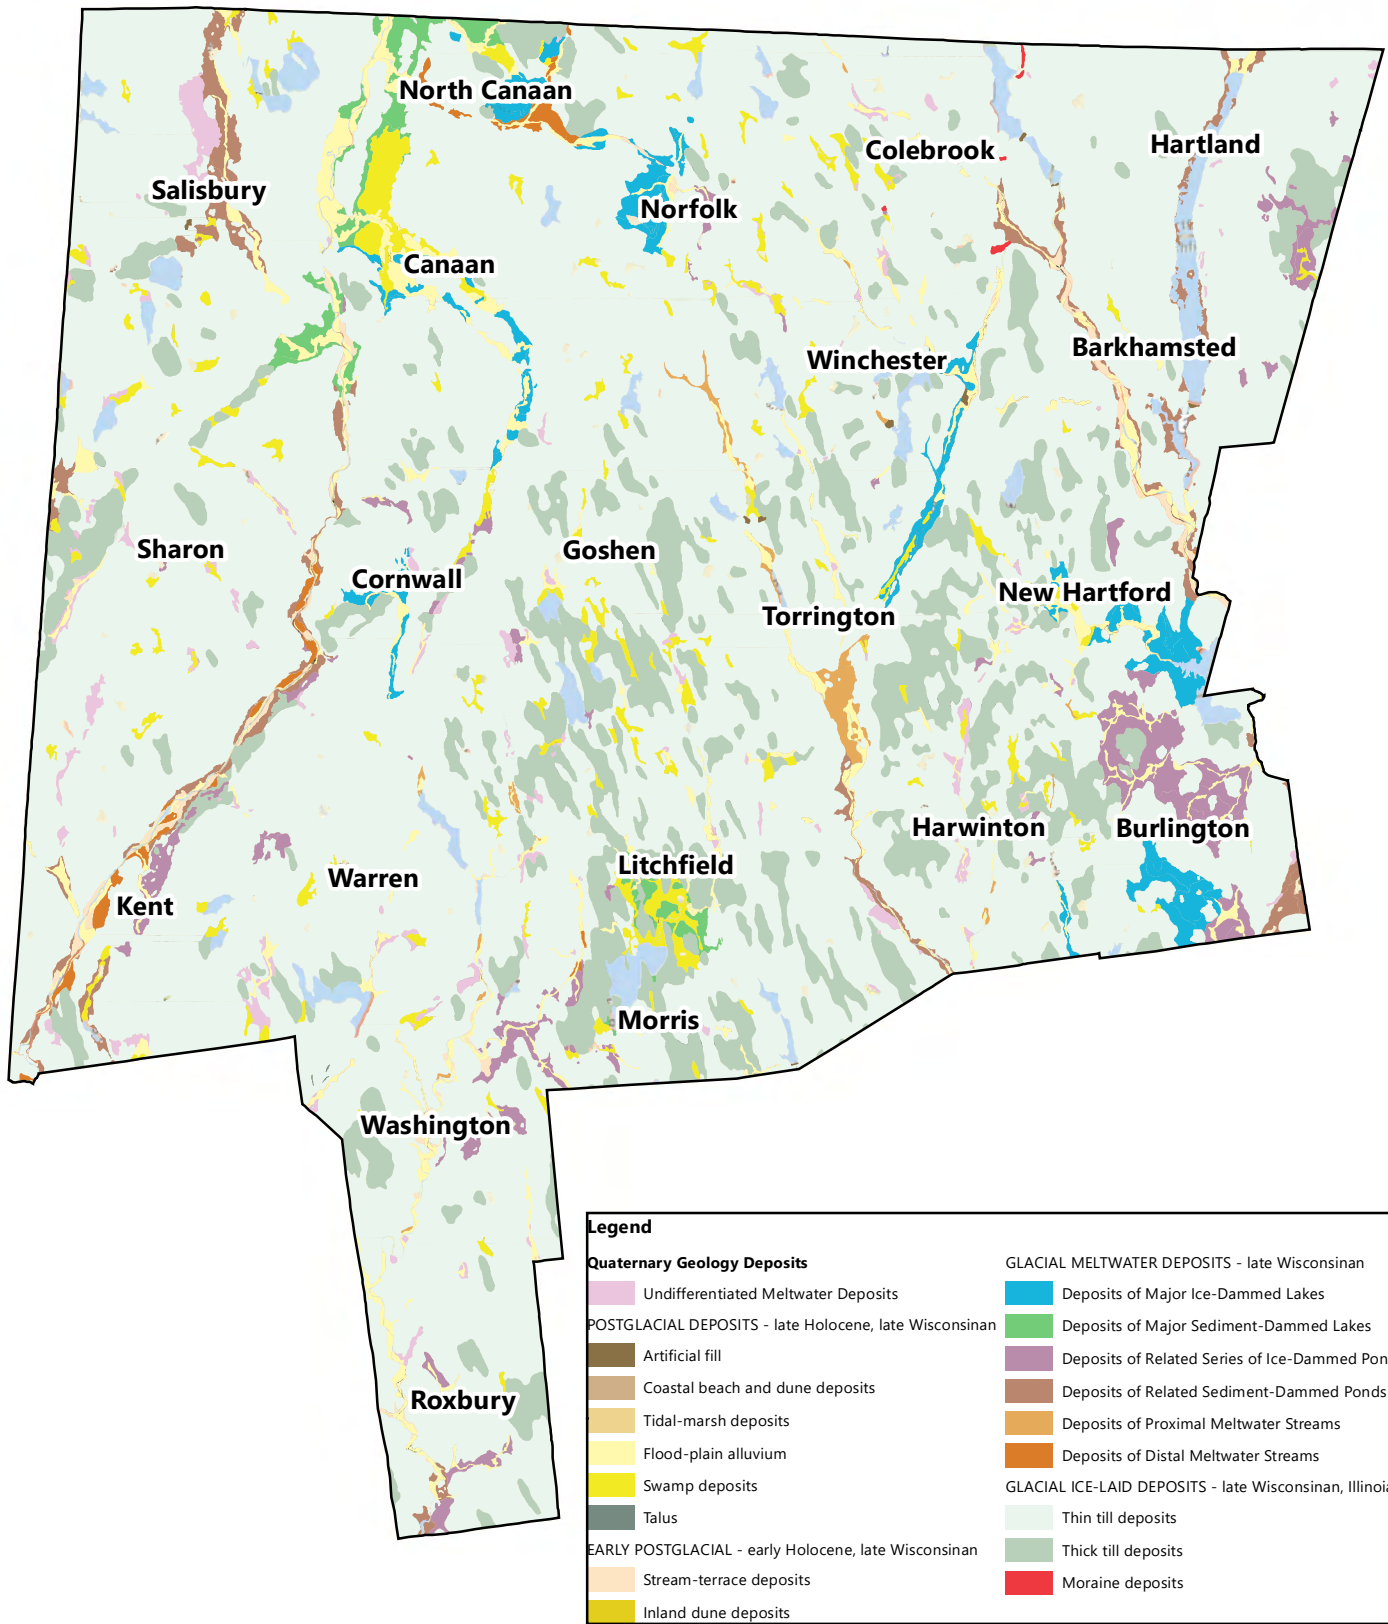 North Canaan
Colebrook
Hartland
Salisbury
Norfolk
Canaan
Barkhamsted
Winchester
Sharon
Goshen
Cornwall
New Hartford
Torrington
Harwinton
Burlington
Litchfield
Warren
Kent
Morris
Washington
Roxbury
Legend
Quaternary Geology Deposits
Undifferentiated Meltwater Deposits
POSTGLACIAL DEPOSITS - late Holocene, late Wisconsinan
Artificial fill
Coastal beach and dune deposits
Tidal-marsh deposits
Flood-plain alluvium
Swamp deposits
Talus
EARLY POSTGLACIAL - early Holocene, late Wisconsinan
Stream-terrace deposits
Inland dune deposits
GLACIAL MELTWATER DEPOSITS - late Wisconsinan
Deposits of Major Ice-Dammed Lakes
Deposits of Major Sediment-Dammed Lakes
Deposits of Related Series of Ice-Dammed Pon
Deposits of Related Sediment-Dammed Ponds
Deposits of Proximal Meltwater Streams
Deposits of Distal Meltwater Streams
GLACIAL ICE-LAID DEPOSITS - late Wisconsinan, Illinoia
Thin till deposits
Thick till deposits
Moraine deposits